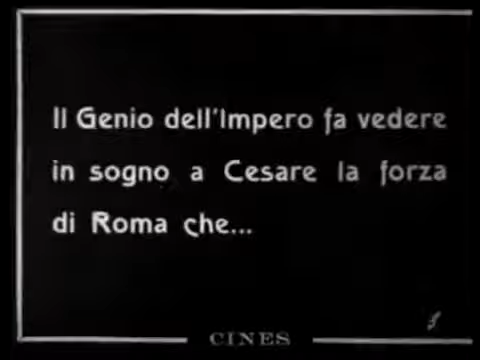 Il Genio dell'Impero fa vedere
in sogno a Cesare la forza
di Roma che...
CINES